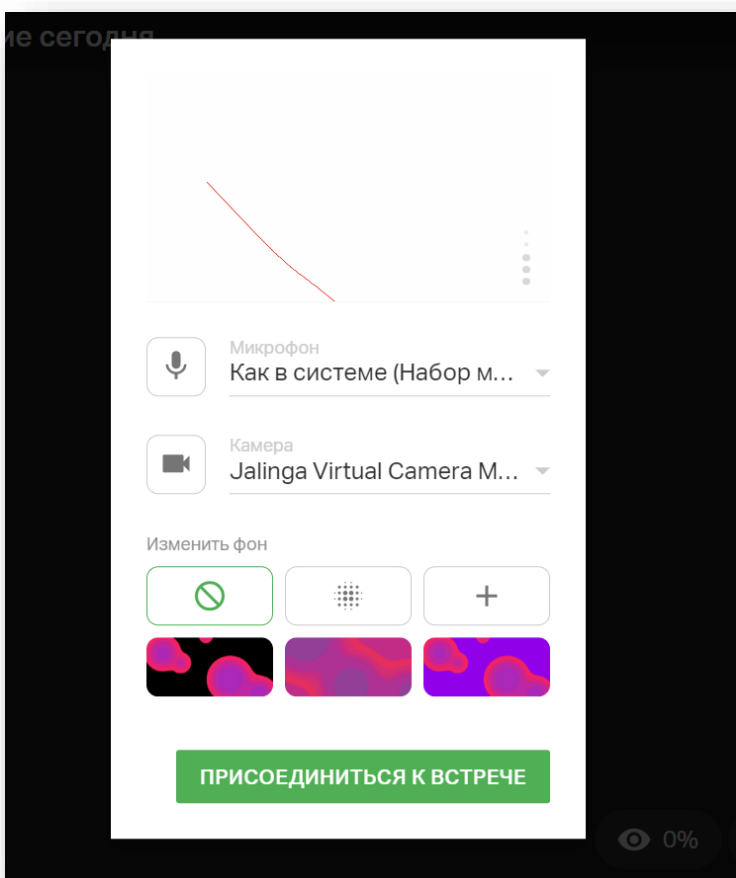 ие сегодня
Микрофон
Как в системе (Набор м...
Камера
Jalinga Virtual Camera M...
Изменить фон
ПРИСОЕДИНИТЬСЯ К ВСТРЕЧЕ
0%